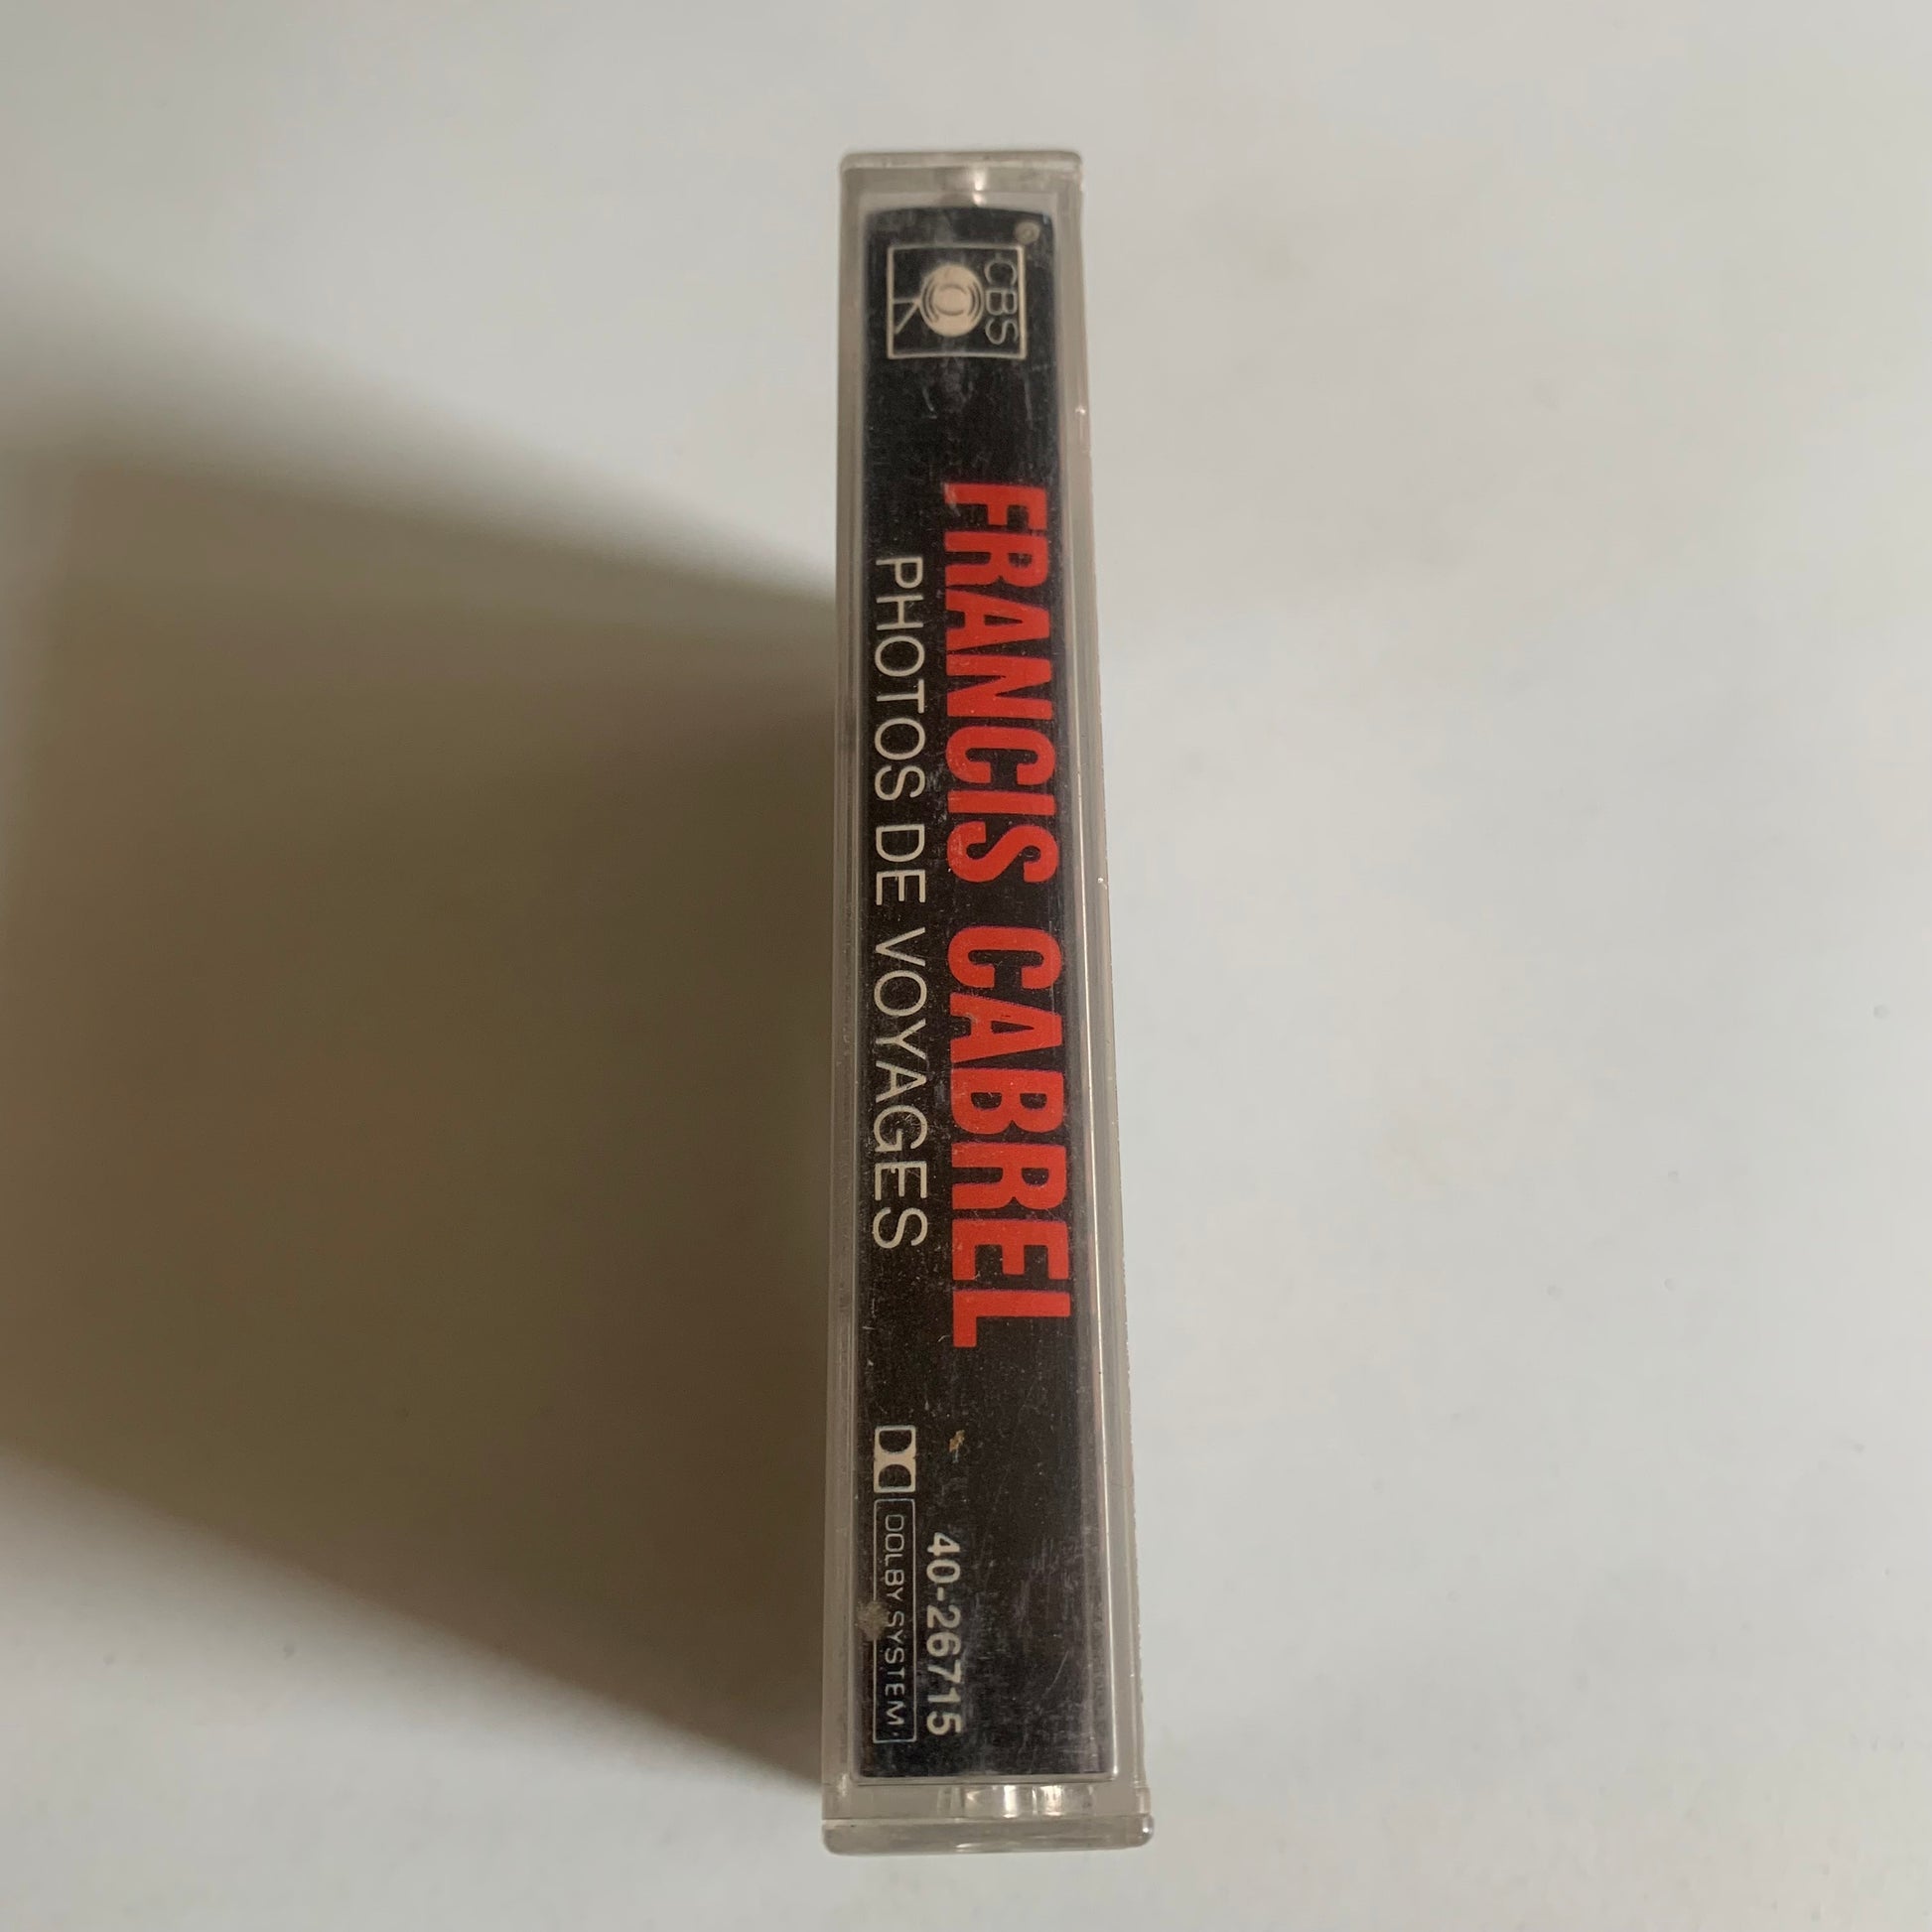 CBS
FRANCIS CABREL
PHOTOS DE VOYAGES
40-26715
DOLBY SYSTEM